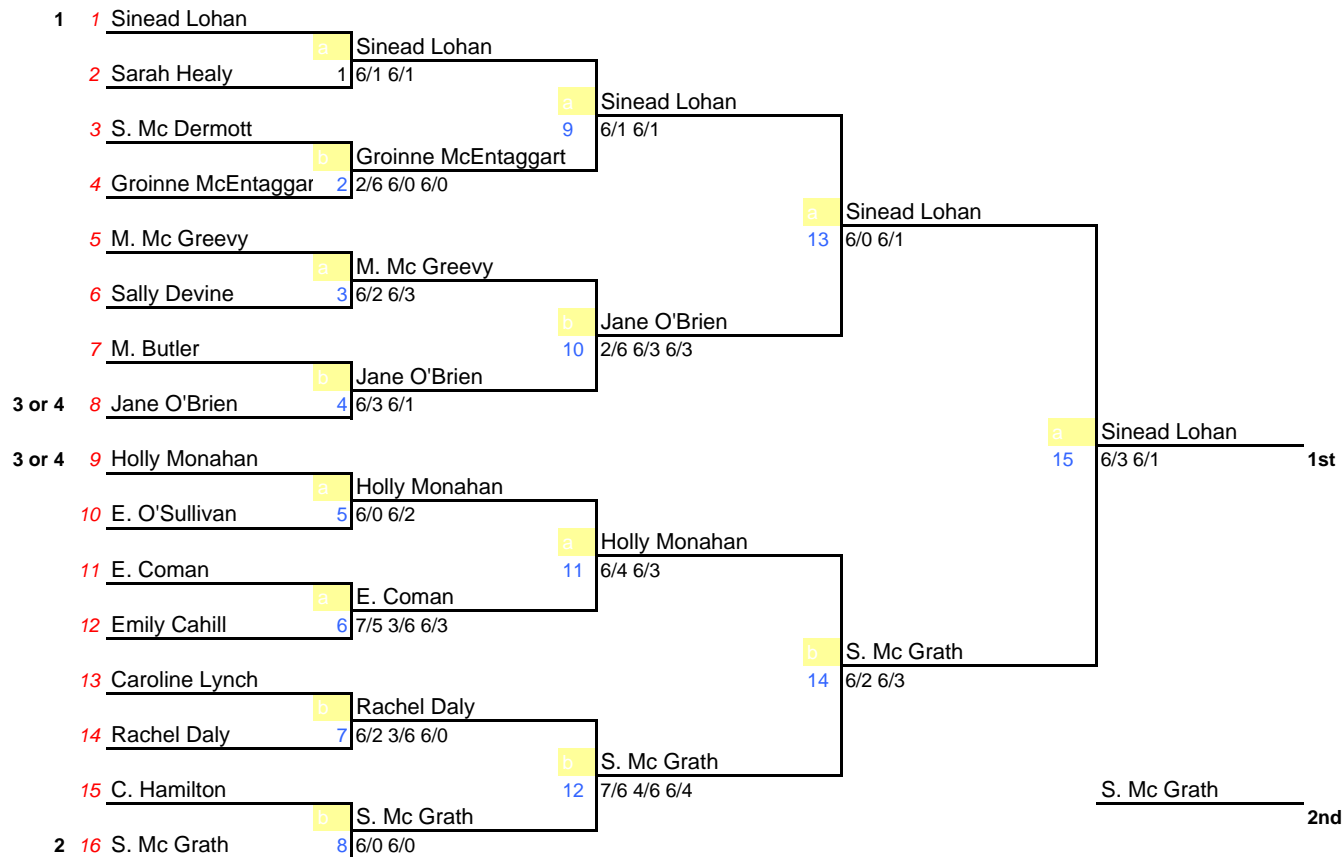 1 1 Sinead Lohan
a Sinead Lohan
2 Sarah Healy 1 6/1 6/1
a Sinead Lohan
3 S. Mc Dermott 9 6/1 6/1
b Groinne McEntaggart
4 Groinne McEntaggar 2 2/6 6/0 6/0
a Sinead Lohan
5 M. Mc Greevy 13 6/0 6/1
a M. Mc Greevy
6 Sally Devine 3 6/2 6/3
b Jane O'Brien
7 M. Butler 10 2/6 6/3 6/3
b Jane O'Brien
3 or 4 8 Jane O'Brien 4 6/3 6/1
a Sinead Lohan
3 or 4 9 Holly Monahan 15 6/3 6/1 1st
a Holly Monahan
10 E. O'Sullivan 5 6/0 6/2
a Holly Monahan
11 E. Coman 11 6/4 6/3
a E. Coman
12 Emily Cahill 6 7/5 3/6 6/3
b S. Mc Grath
13 Caroline Lynch 14 6/2 6/3
b Rachel Daly
14 Rachel Daly 7 6/2 3/6 6/0
b S. Mc Grath
15 C. Hamilton 12 7/6 4/6 6/4 S. Mc Grath
b S. Mc Grath 2nd
2 16 S. Mc Grath 8 6/0 6/0